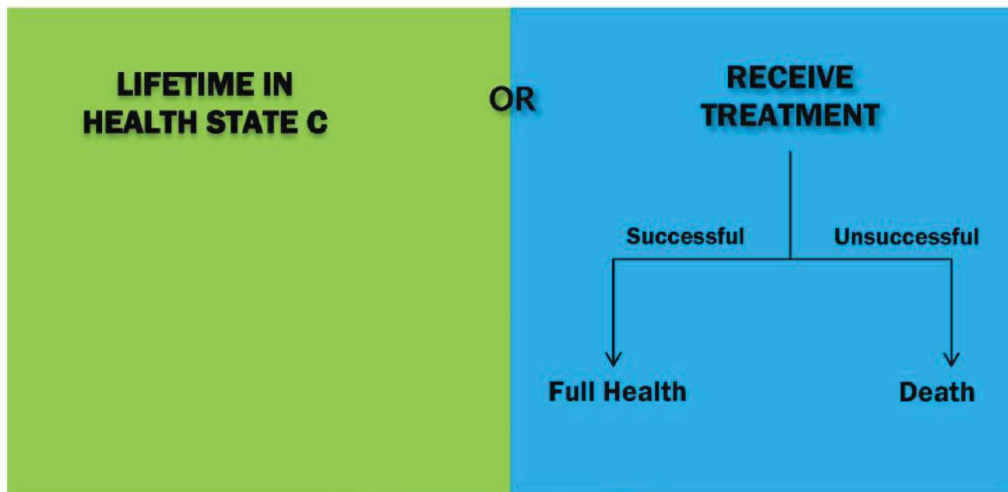 LIFETIME IN
HEALTH STATE C
OR
RECEIVE
TREATMENT
Successful
Unsuccessful
Full Health
Death